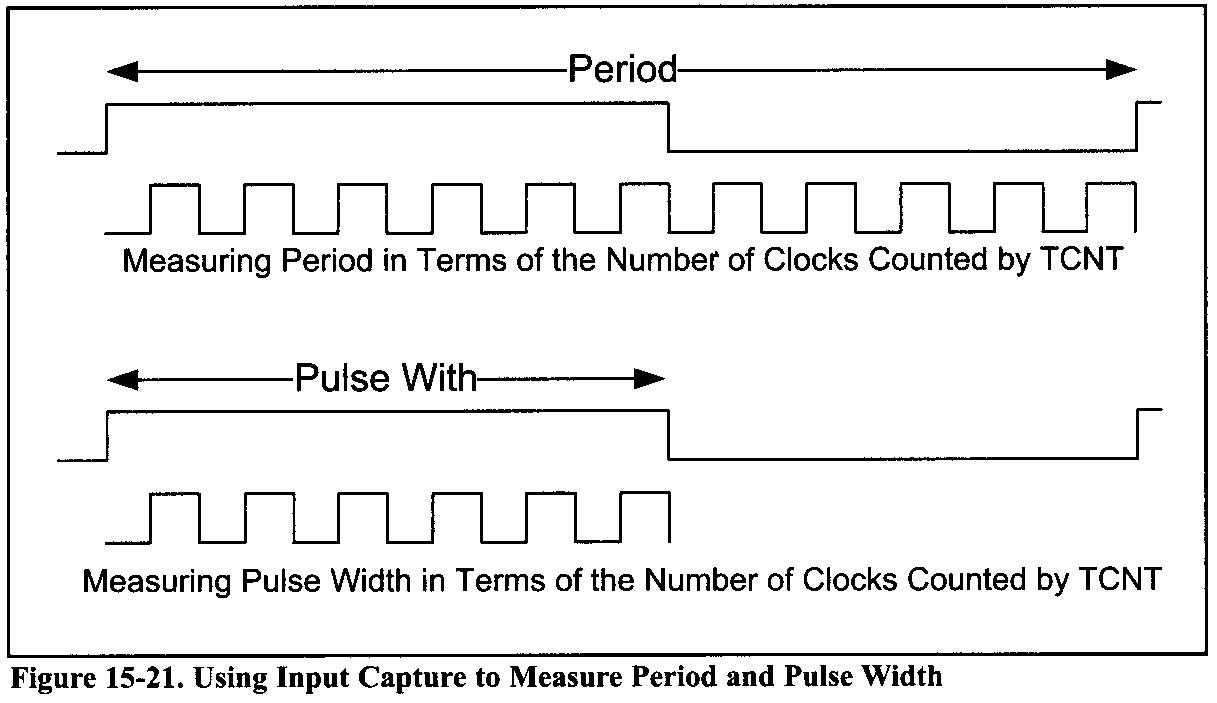 Period
Measuring Period in Terms of the Number of Clocks Counted by TCNT
Pulse With
Measuring Pulse Width in Terms of the Number of Clocks Counted by TCNT
Figure 15-21. Using Input Capture to Measure Period and Pulse Width